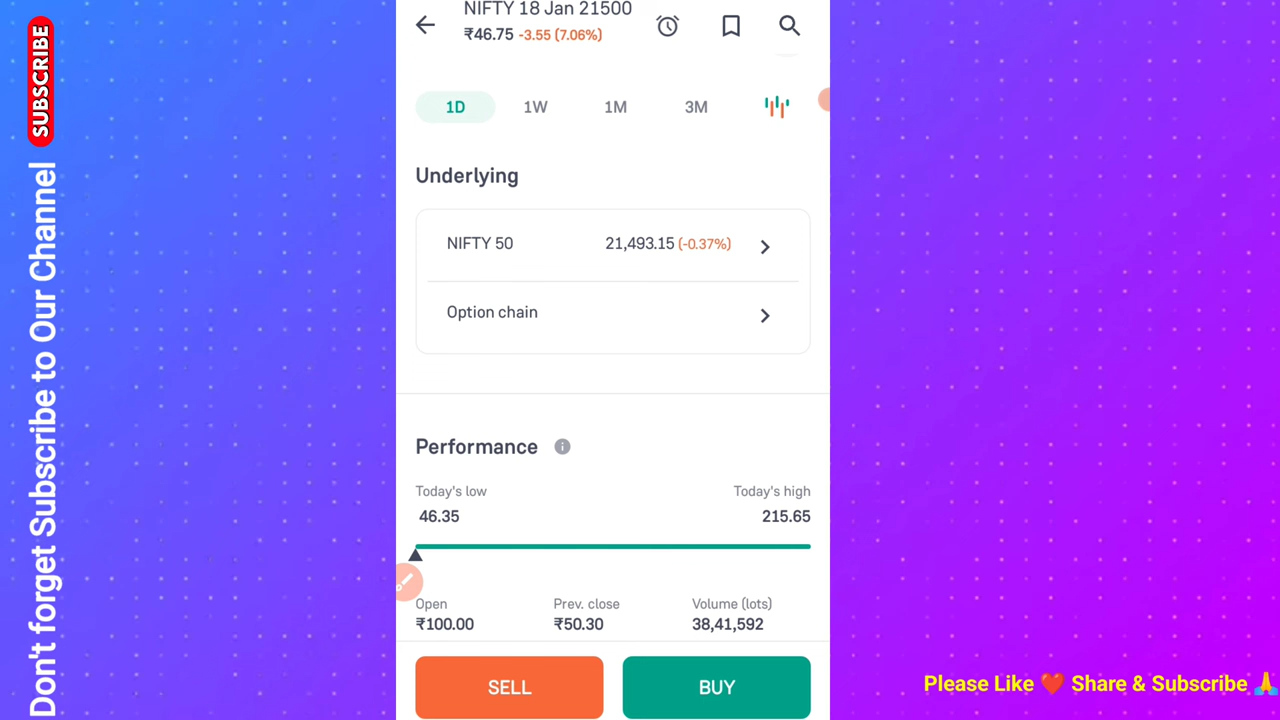 SUBSCRIBE
Don't forget Subscribe to Our Channel
NIFTY 18 Jan 21500
₹46.75 -3.55 (7.06%)
1D 1W 1M 3M
Underlying
NIFTY 50 21,493.15 (-0.37%)
Option chain
Performance
Today's low Today's high
46.35 215.65
Open Prev. close Volume (lots)
₹100.00 ₹50.30 38,41,592
SELL BUY
Please Like ❤️ Share & Subscribe 🙏